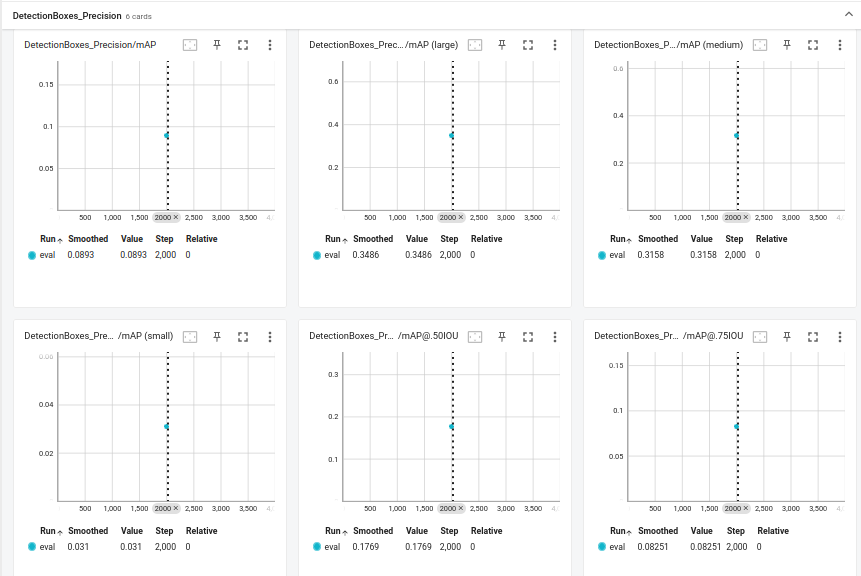 DetectionBoxes_Precision 6 cards
DetectionBoxes_Precision/mAP
0.15
0.1
0.05
500 1,000 1,500 2000 × 2,500 3,000 3,500 4,
Run Smoothed Value Step Relative
eval 0.0893 0.0893 2,000 0
DetectionBoxes_Prec… /mAP (large)
0.6
0.4
0.2
500 1,000 1,500 2000 × 2,500 3,000 3,500 4,
Run Smoothed Value Step Relative
eval 0.3486 0.3486 2,000 0
DetectionBoxes_P… /mAP (medium)
0.6
0.4
0.2
500 1,000 1,500 2000 × 2,500 3,000 3,500 4,
Run Smoothed Value Step Relative
eval 0.3158 0.3158 2,000 0
DetectionBoxes_Pre… /mAP (small)
0.06
0.04
0.02
500 1,000 1,500 2000 × 2,500 3,000 3,500 4,
Run Smoothed Value Step Relative
eval 0.031 0.031 2,000 0
DetectionBoxes_Pr… /mAP@.50IOU
0.3
0.2
0.1
500 1,000 1,500 2000 × 2,500 3,000 3,500 4,
Run Smoothed Value Step Relative
eval 0.1769 0.1769 2,000 0
DetectionBoxes_Pr… /mAP@.75IOU
0.15
0.1
0.05
500 1,000 1,500 2000 × 2,500 3,000 3,500 4,
Run Smoothed Value Step Relative
eval 0.08251 0.08251 2,000 0